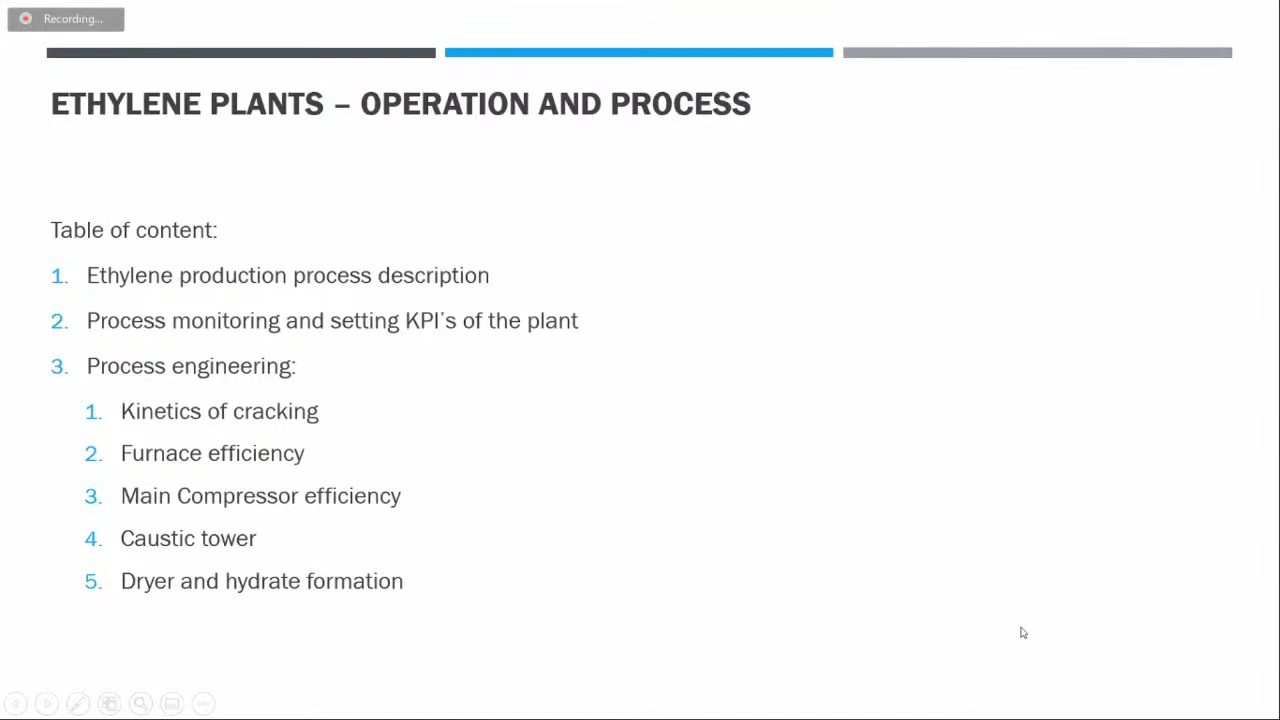 Recording...
ETHYLENE PLANTS – OPERATION AND PROCESS
Table of content:
1. Ethylene production process description
2. Process monitoring and setting KPI's of the plant
3. Process engineering:
1. Kinetics of cracking
2. Furnace efficiency
3. Main Compressor efficiency
4. Caustic tower
5. Dryer and hydrate formation